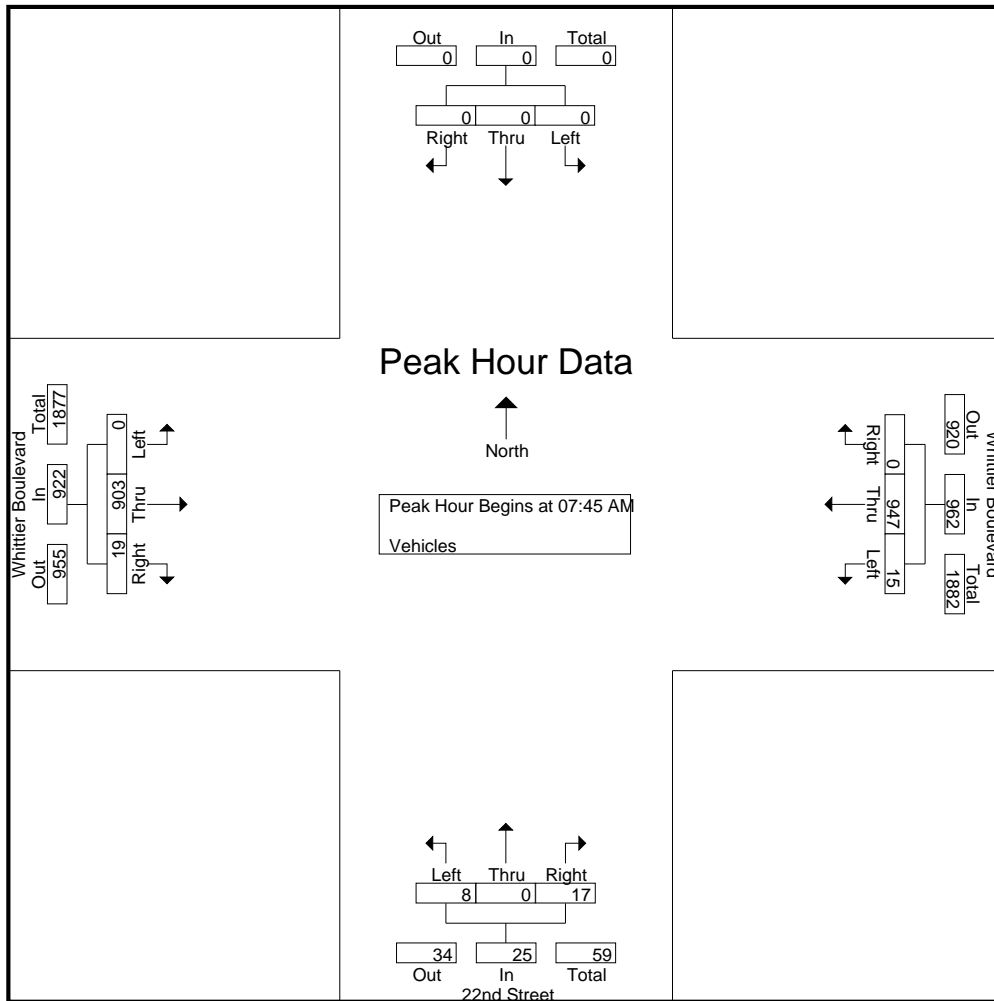 Out In Total
0 0 0
0 0 0
Right Thru Left
Peak Hour Data
North
Peak Hour Begins at 07:45 AM
Vehicles
Whittier Boulevard
Out In Total
955 922 1877
19 903 0
Right Thru Left
Whittier Boulevard
Out In Total
920 962 1882
0 947 15
Right Thru Left
Left Thru Right
8 0 17
34 25 59
Out In Total
22nd Street